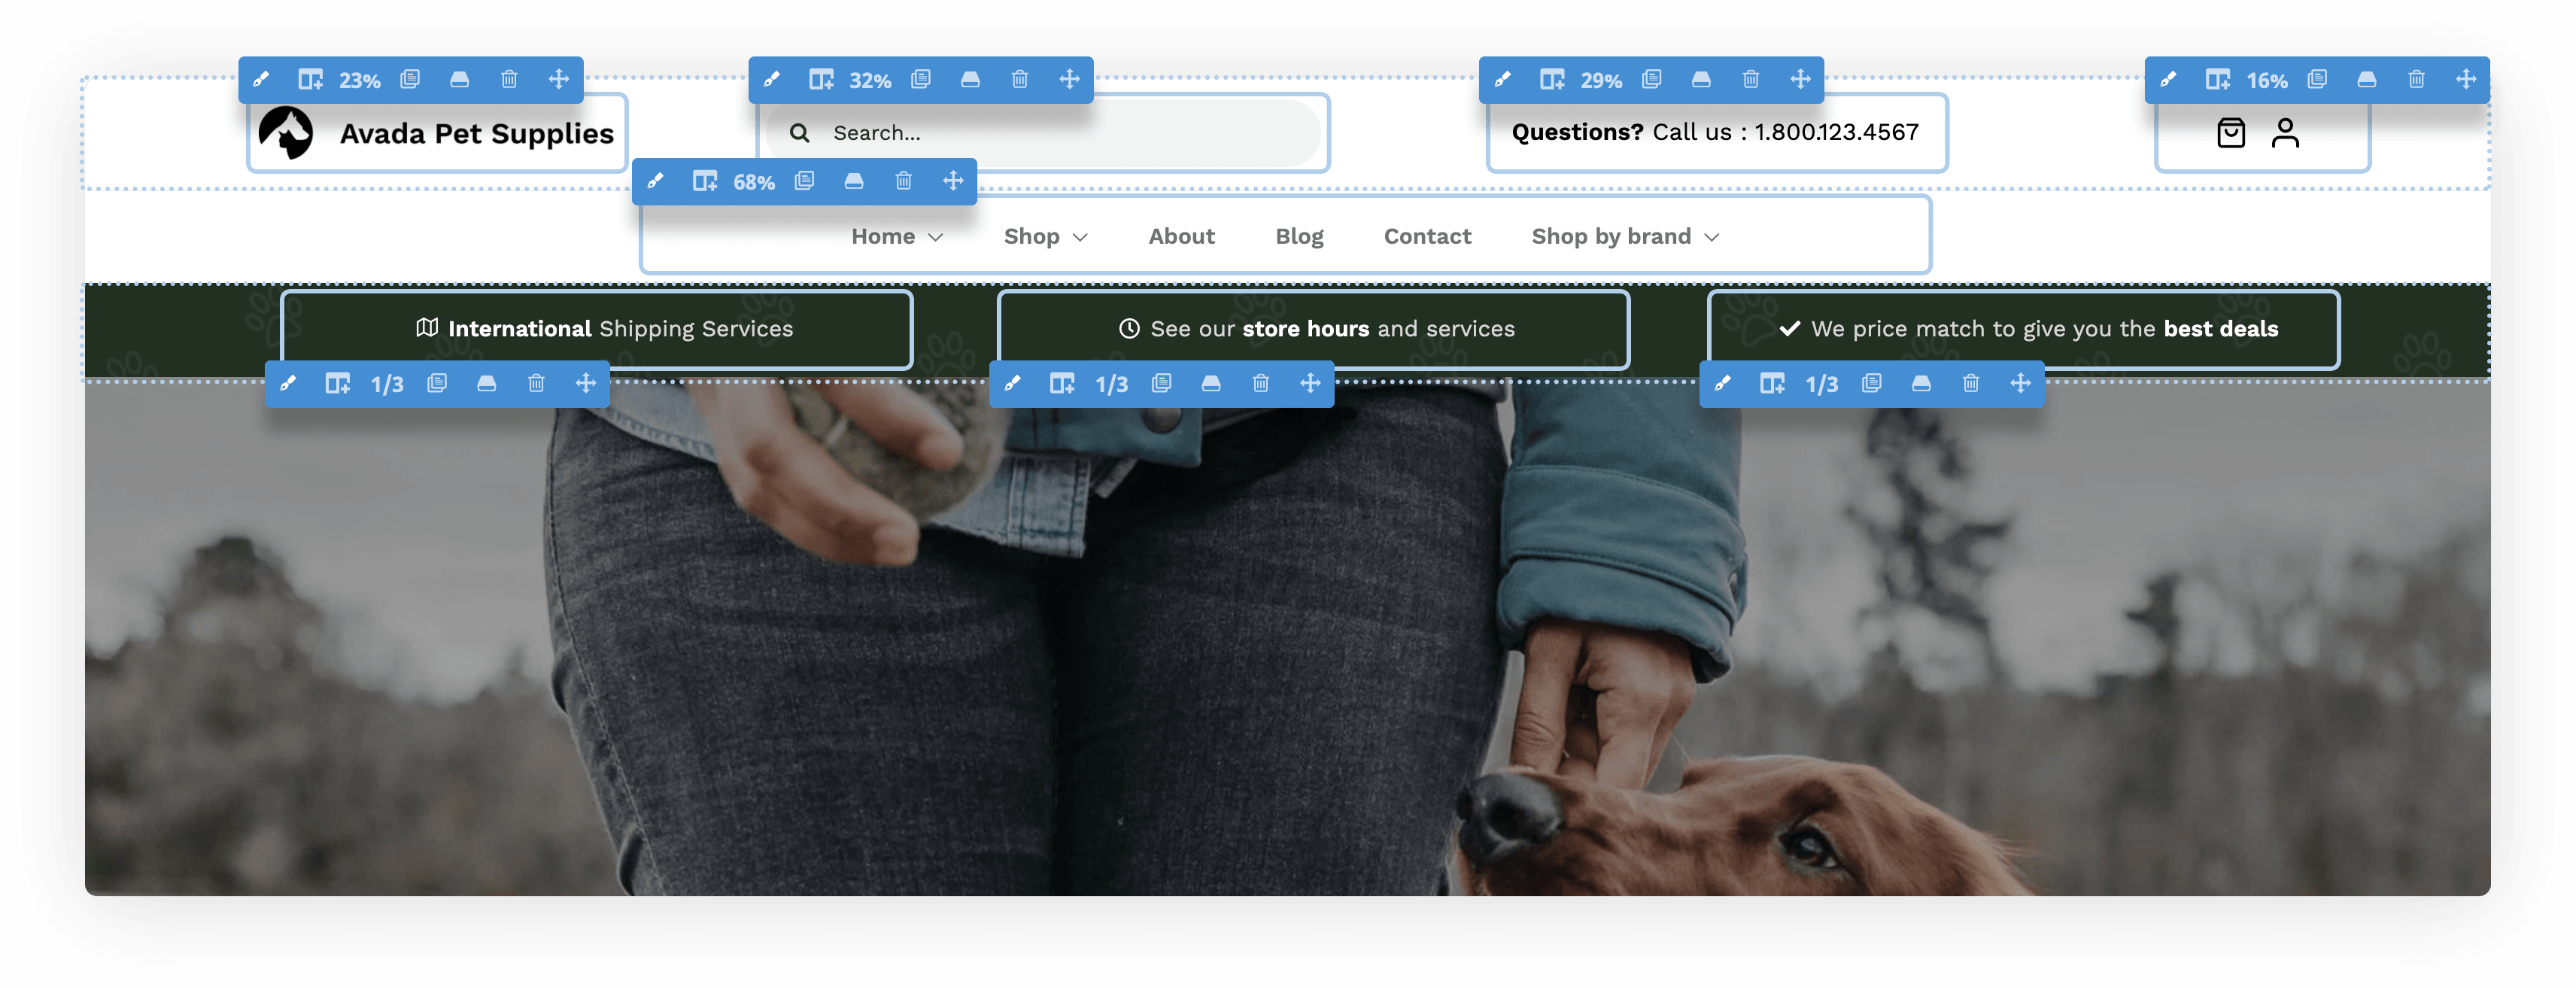 23%
32%
29%
16%
Avada Pet Supplies
Search...
Questions? Call us : 1.800.123.4567
68%
Home
Shop
About
Blog
Contact
Shop by brand
International Shipping Services
See our store hours and services
We price match to give you the best deals
1/3
1/3
1/3